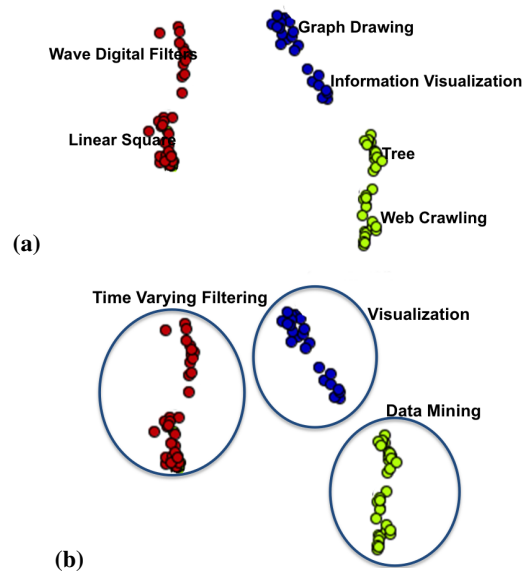 Graph Drawing
Wave Digital Filters
Information Visualization
Linear Square
Tree
Web Crawling
(a)
Time Varying Filtering
Visualization
Data Mining
(b)